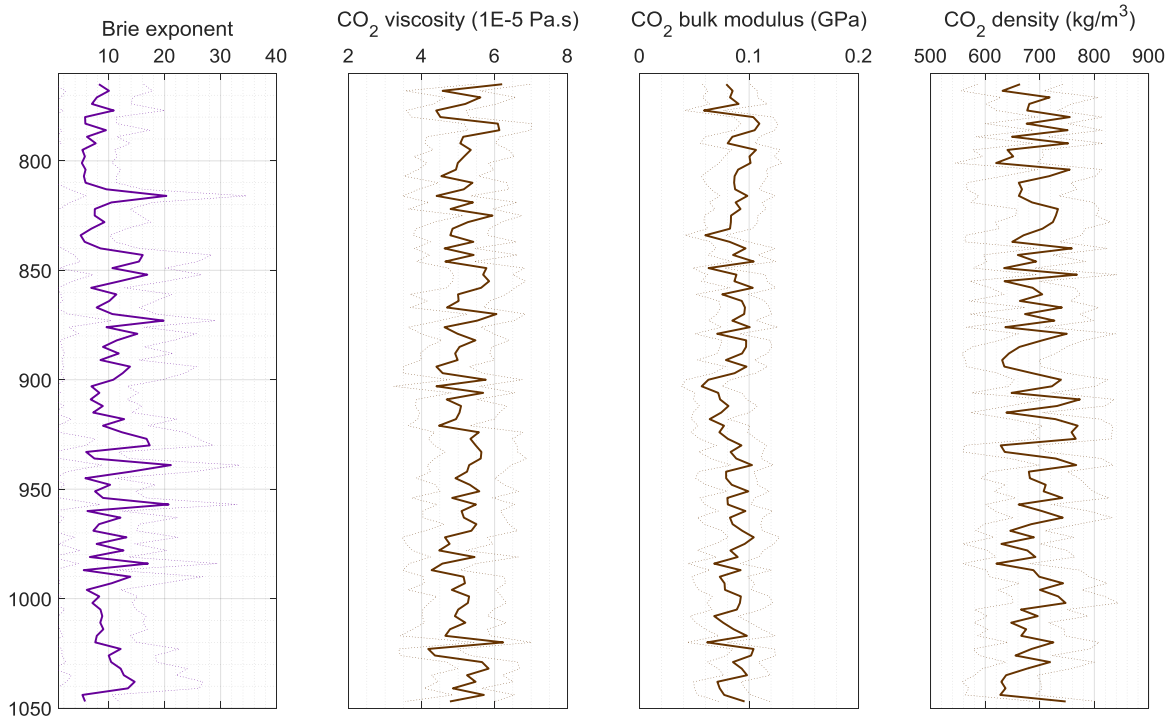 Brie exponent
10 20 30 40
800
850
900
950
1000
1050
CO₂ viscosity (1E-5 Pa.s)
2 4 6 8
CO₂ bulk modulus (GPa)
0 0.1 0.2
CO₂ density (kg/m³)
500 600 700 800 900